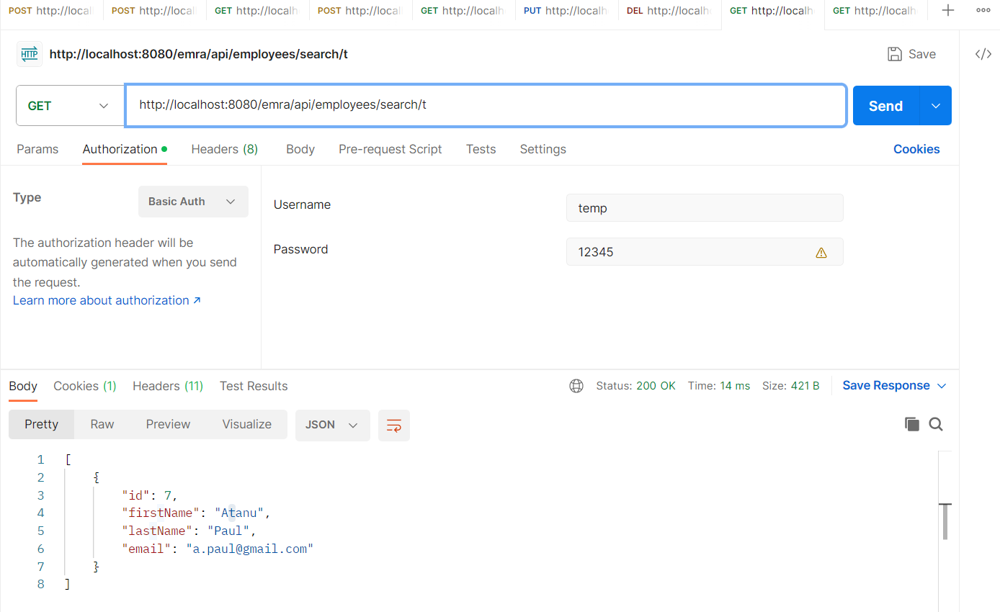 POST http://local POST http://local GET http://localh POST http://local GET http://localh PUT http://localh DEL http://localh GET http://localh GET http://localh
HTTP http://localhost:8080/emra/api/employees/search/t Save </>
GET http://localhost:8080/emra/api/employees/search/t Send
Params Authorization Headers (8) Body Pre-request Script Tests Settings Cookies
Type Basic Auth
Username temp
The authorization header will be
automatically generated when you send
the request.
Learn more about authorization ↗
Password 12345
Body Cookies (1) Headers (11) Test Results Status: 200 OK Time: 14 ms Size: 421 B Save Response
Pretty Raw Preview Visualize JSON
1 [
2 {
3 "id": 7,
4 "firstName": "Atanu",
5 "lastName": "Paul",
6 "email": "a.paul@gmail.com"
7 }
8 ]